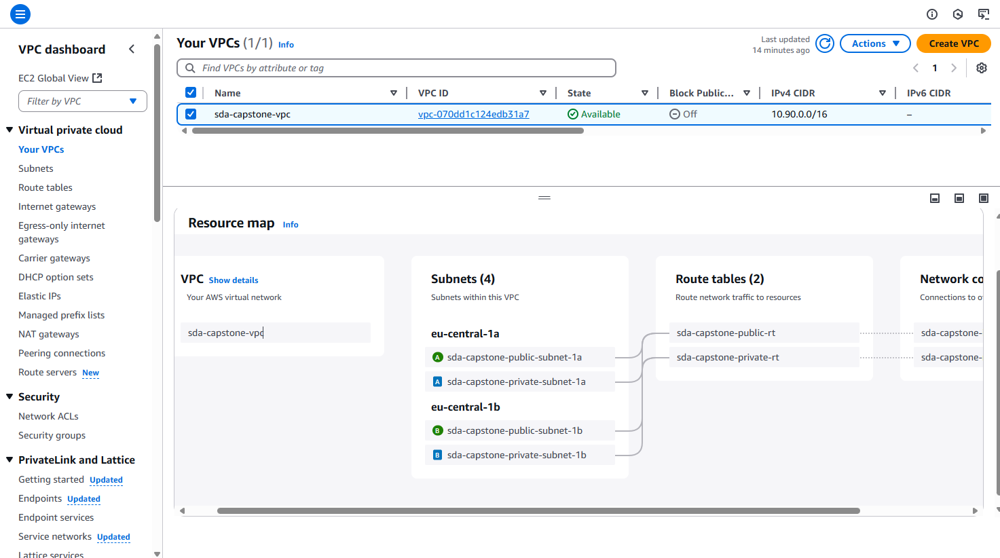 VPC dashboard
EC2 Global View
Filter by VPC
Virtual private cloud
Your VPCs
Subnets
Route tables
Internet gateways
Egress-only internet
gateways
Carrier gateways
DHCP option sets
Elastic IPs
Managed prefix lists
NAT gateways
Peering connections
Route servers New
Security
Network ACLs
Security groups
PrivateLink and Lattice
Getting started Updated
Endpoints Updated
Endpoint services
Service networks Updated
Lattice services
Your VPCs (1/1) Info
Last updated
14 minutes ago
Actions
Create VPC
Find VPCs by attribute or tag
1
Name VPC ID State Block Public... IPv4 CIDR IPv6 CIDR
sda-capstone-vpc vpc-070dd1c124edb31a7 Available Off 10.90.0.0/16 –
Resource map Info
VPC Show details
Your AWS virtual network
sda-capstone-vpc
Subnets (4)
Subnets within this VPC
eu-central-1a
A sda-capstone-public-subnet-1a
A sda-capstone-private-subnet-1a
eu-central-1b
B sda-capstone-public-subnet-1b
B sda-capstone-private-subnet-1b
Route tables (2)
Route network traffic to resources
sda-capstone-public-rt
sda-capstone-private-rt
Network co
Connections to o
sda-capstone-
sda-capstone-